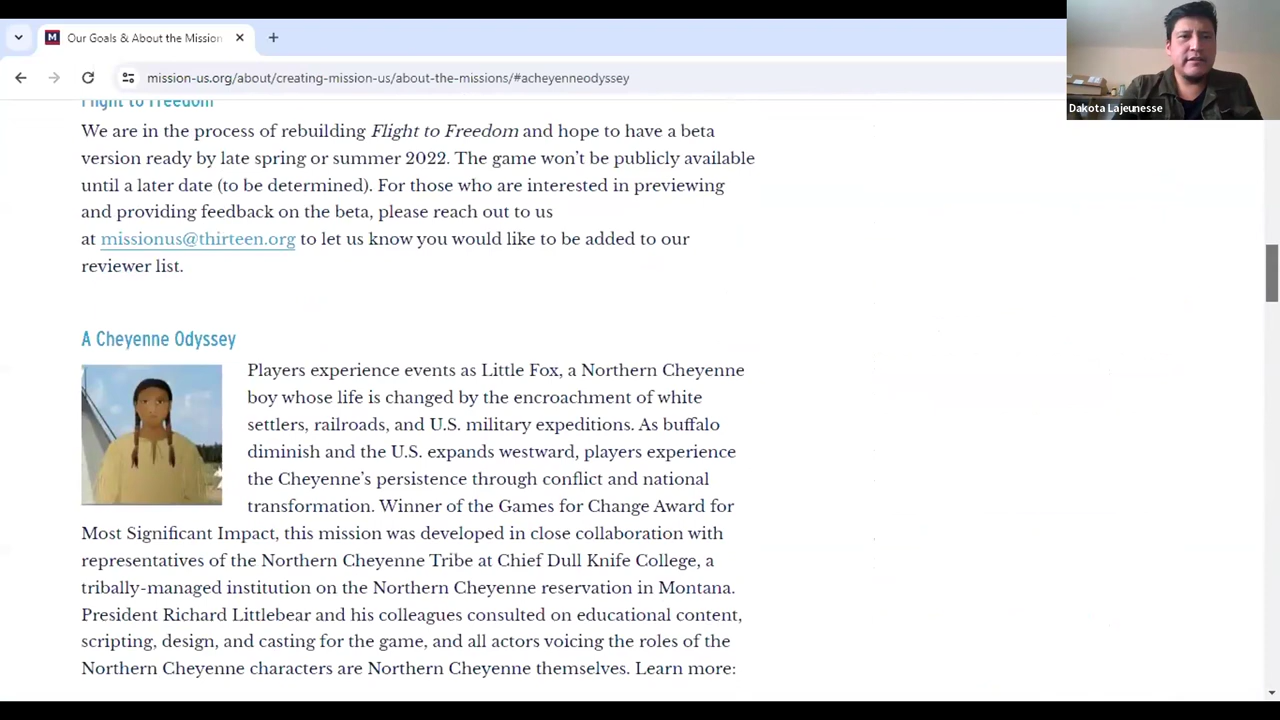 Our Goals & About the Mission
mission-us.org/about/creating-mission-us/about-the-missions/#acheyenneodyssey
Dakota Lajeunesse
Flight to Freedom
We are in the process of rebuilding Flight to Freedom and hope to have a beta
version ready by late spring or summer 2022. The game won't be publicly available
until a later date (to be determined). For those who are interested in previewing
and providing feedback on the beta, please reach out to us
at missionus@thirteen.org to let us know you would like to be added to our
reviewer list.
A Cheyenne Odyssey
Players experience events as Little Fox, a Northern Cheyenne
boy whose life is changed by the encroachment of white
settlers, railroads, and U.S. military expeditions. As buffalo
diminish and the U.S. expands westward, players experience
the Cheyenne's persistence through conflict and national
transformation. Winner of the Games for Change Award for
Most Significant Impact, this mission was developed in close collaboration with
representatives of the Northern Cheyenne Tribe at Chief Dull Knife College, a
tribally-managed institution on the Northern Cheyenne reservation in Montana.
President Richard Littlebear and his colleagues consulted on educational content,
scripting, design, and casting for the game, and all actors voicing the roles of the
Northern Cheyenne characters are Northern Cheyenne themselves. Learn more: